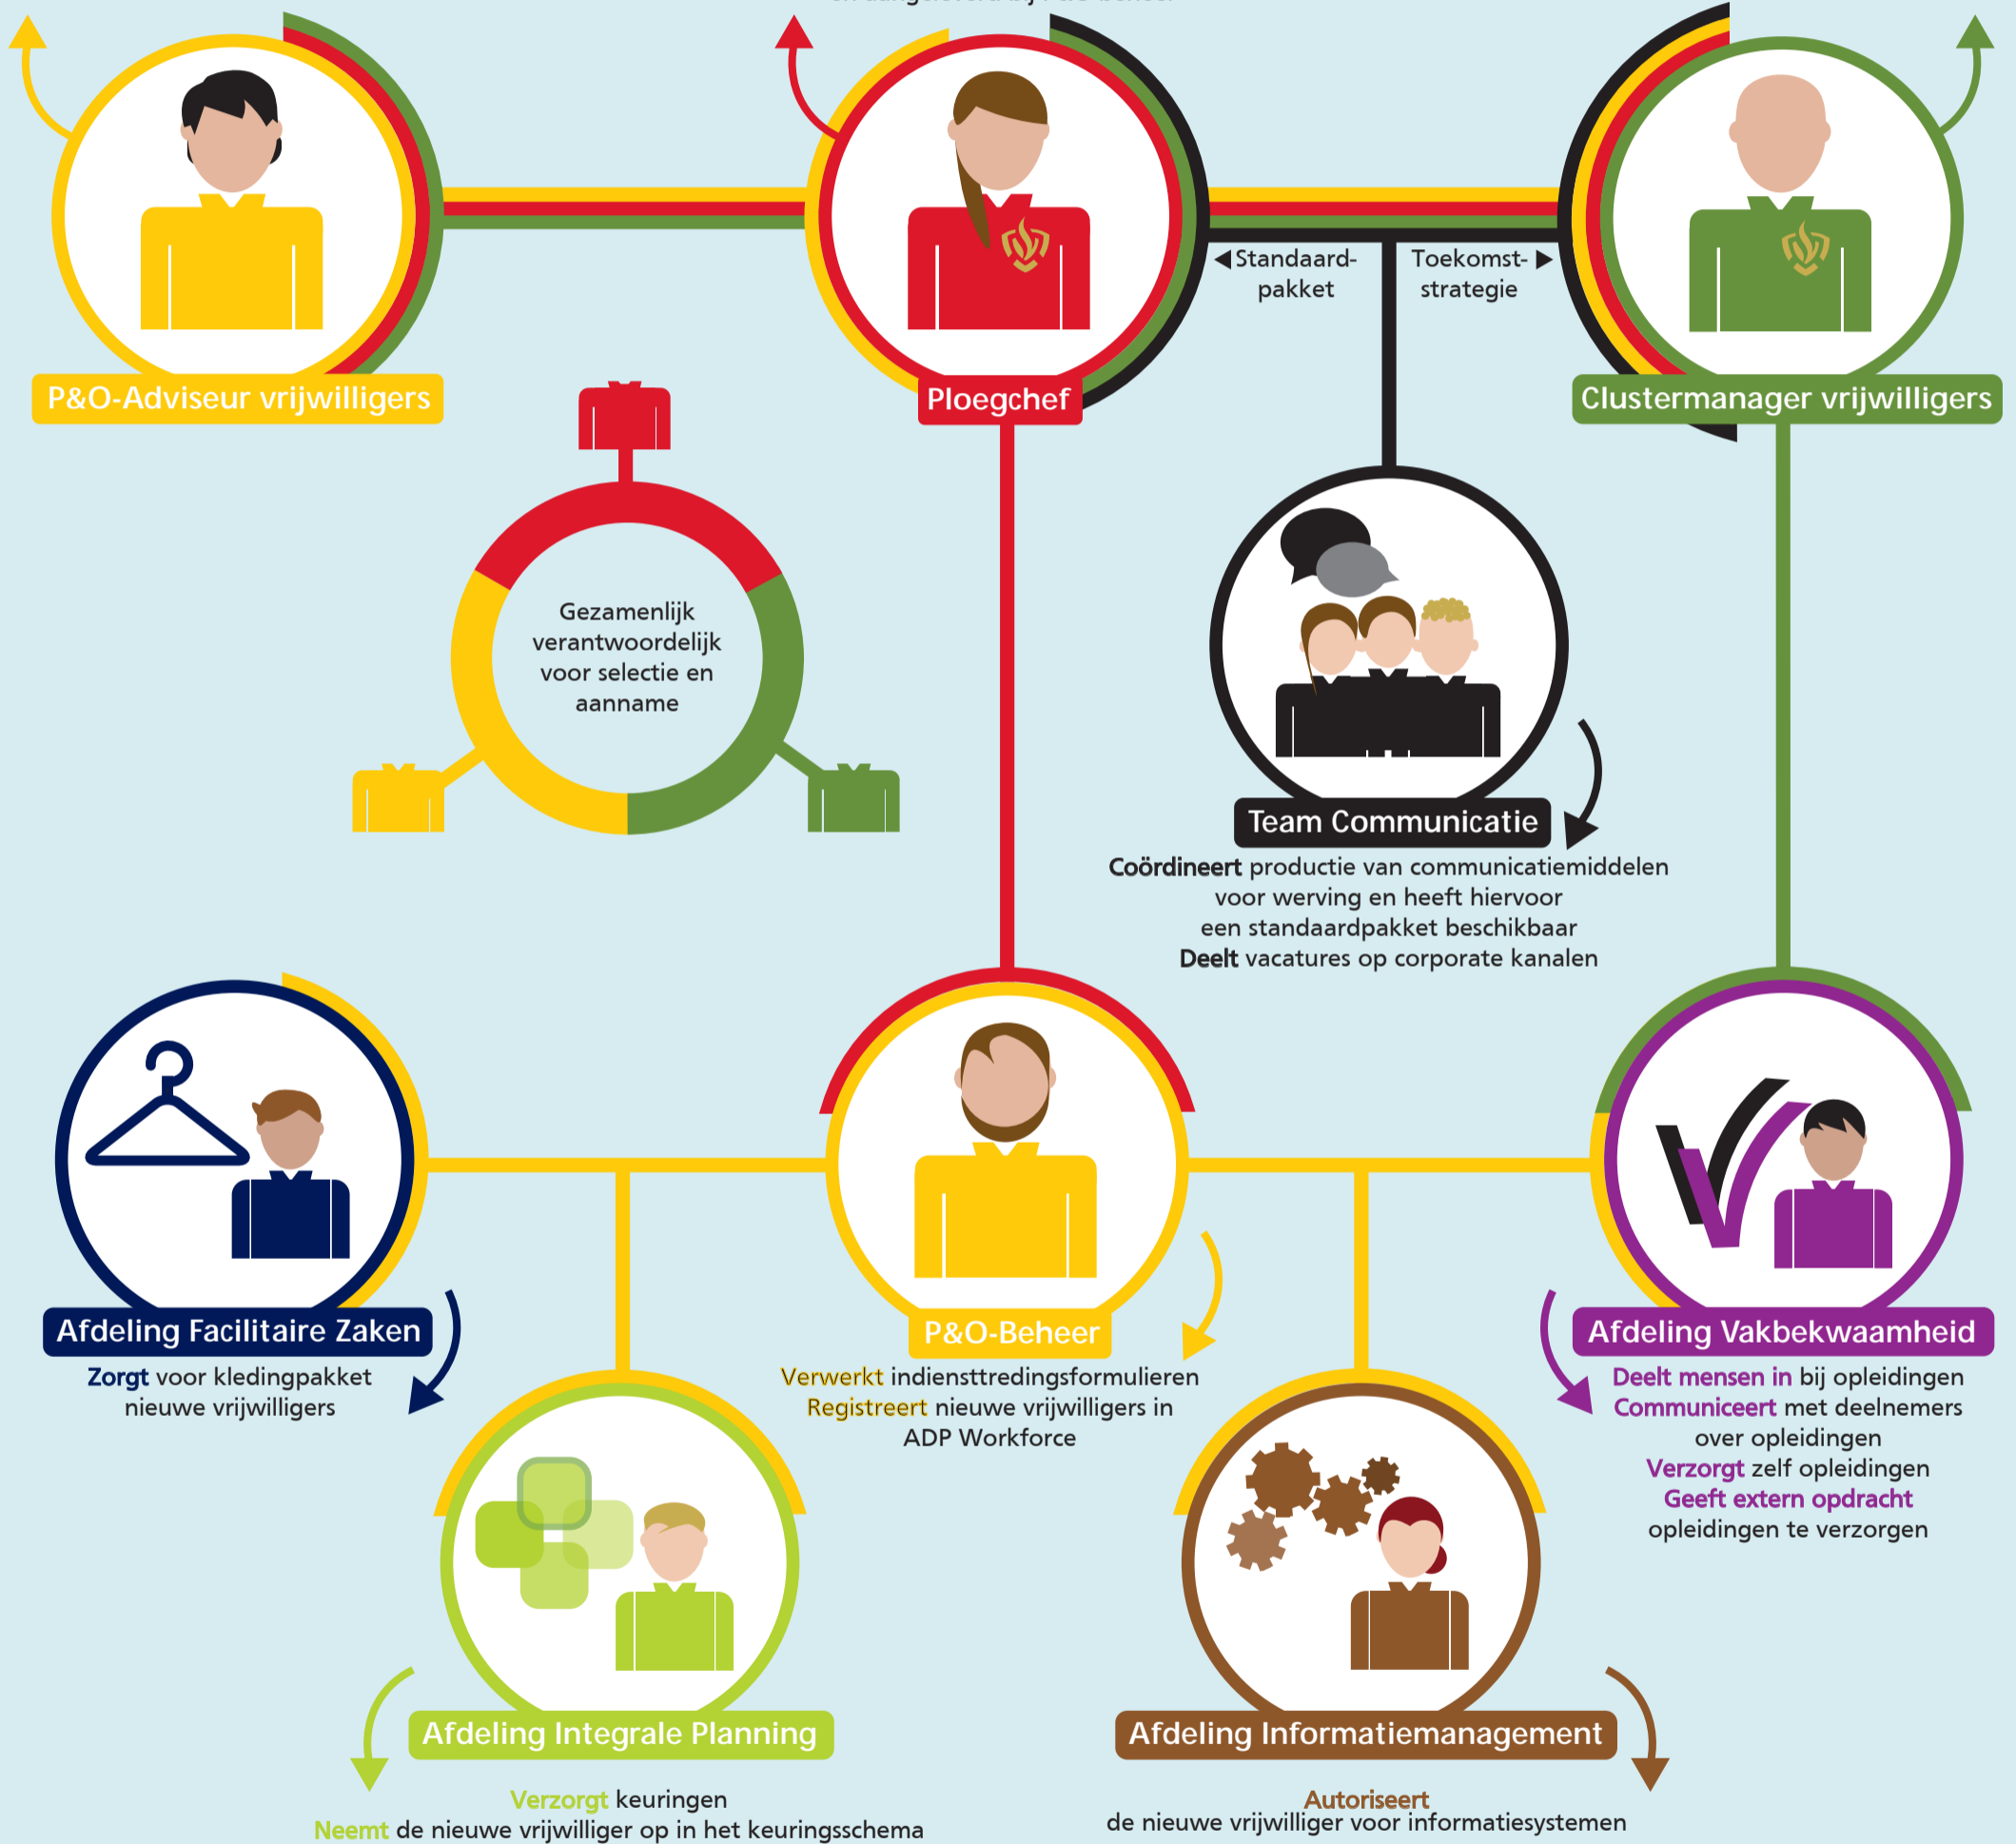 P&O-Adviseur vrijwilligers
Ploegchef
Clustermanager vrijwilligers
Standaard-
pakket
Toekomst-
strategie
Gezamenlijk
verantwoordelijk
voor selectie en
aanname
Team Communicatie
Coördineert productie van communicatiemiddelen
voor werving en heeft hiervoor
een standaardpakket beschikbaar
Deelt vacatures op corporate kanalen
Afdeling Facilitaire Zaken
Zorgt voor kledingpakket
nieuwe vrijwilligers
P&O-Beheer
Verwerkt indiensttredingsformulieren
Registreert nieuwe vrijwilligers in
ADP Workforce
Afdeling Vakbekwaamheid
Deelt mensen in bij opleidingen
Communiceert met deelnemers
over opleidingen
Verzorgt zelf opleidingen
Geeft extern opdracht
opleidingen te verzorgen
Afdeling Integrale Planning
Verzorgt keuringen
Neemt de nieuwe vrijwilliger op in het keuringsschema
Afdeling Informatiemanagement
Autoriseert
de nieuwe vrijwilliger voor informatiesystemen